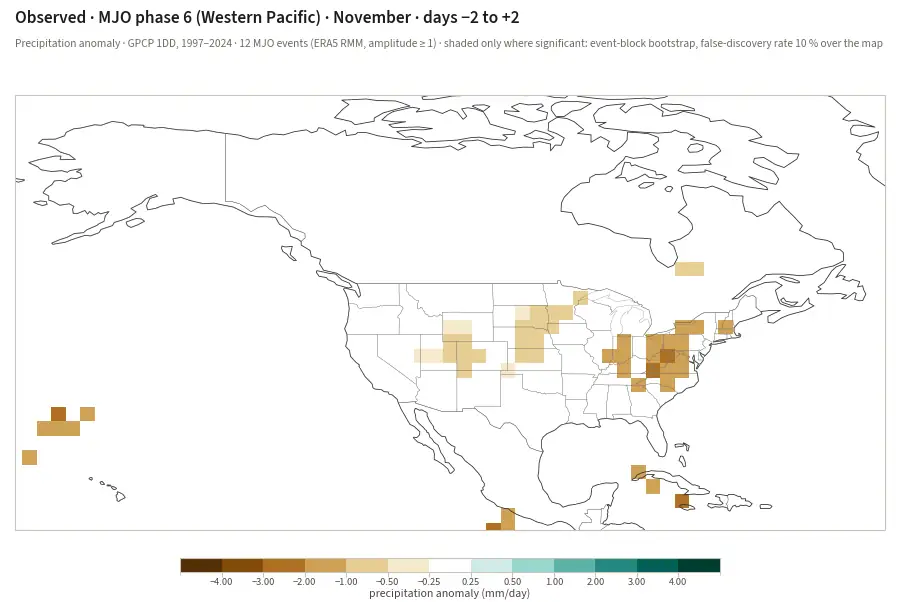 Observed · MJO phase 6 (Western Pacific) · November · days −2 to +2
Precipitation anomaly · GPCP 1DD, 1997–2024 · 12 MJO events (ERA5 RMM, amplitude ≥ 1) · shaded only where significant: event-block bootstrap, false-discovery rate 10 % over the map
−4.00 −3.00 −2.00 −1.00 −0.50 −0.25 0.25 0.50 1.00 2.00 3.00 4.00
precipitation anomaly (mm/day)